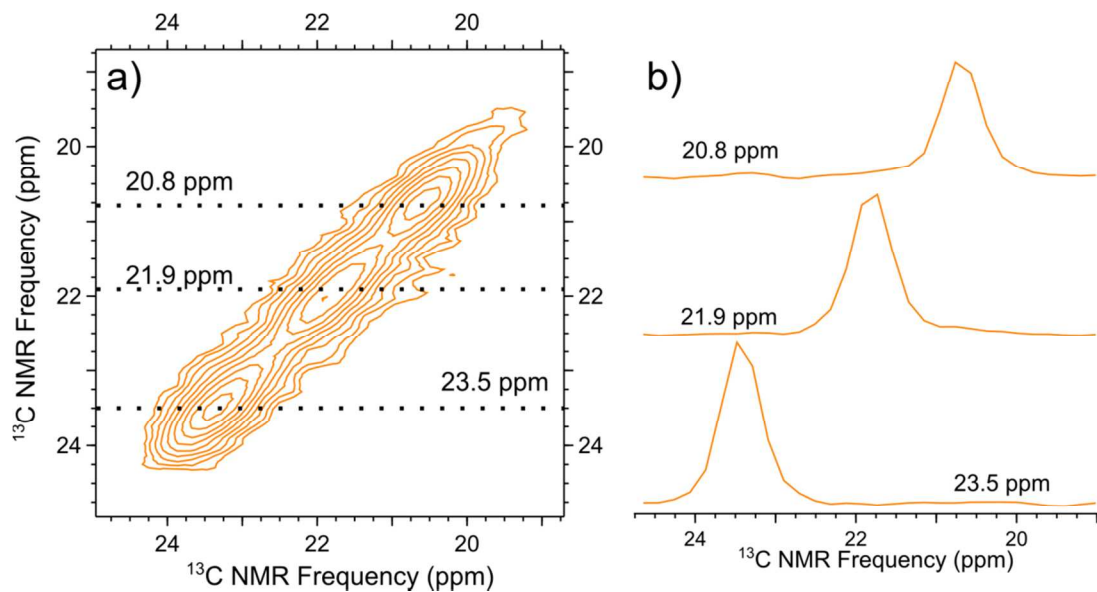 24 22 20
a)
20
20.8 ppm
20
21.9 ppm
22
22
23.5 ppm
24
24
¹³C NMR Frequency (ppm)
24 22 20
¹³C NMR Frequency (ppm)
b)
20.8 ppm
21.9 ppm
23.5 ppm
24 22 20
¹³C NMR Frequency (ppm)